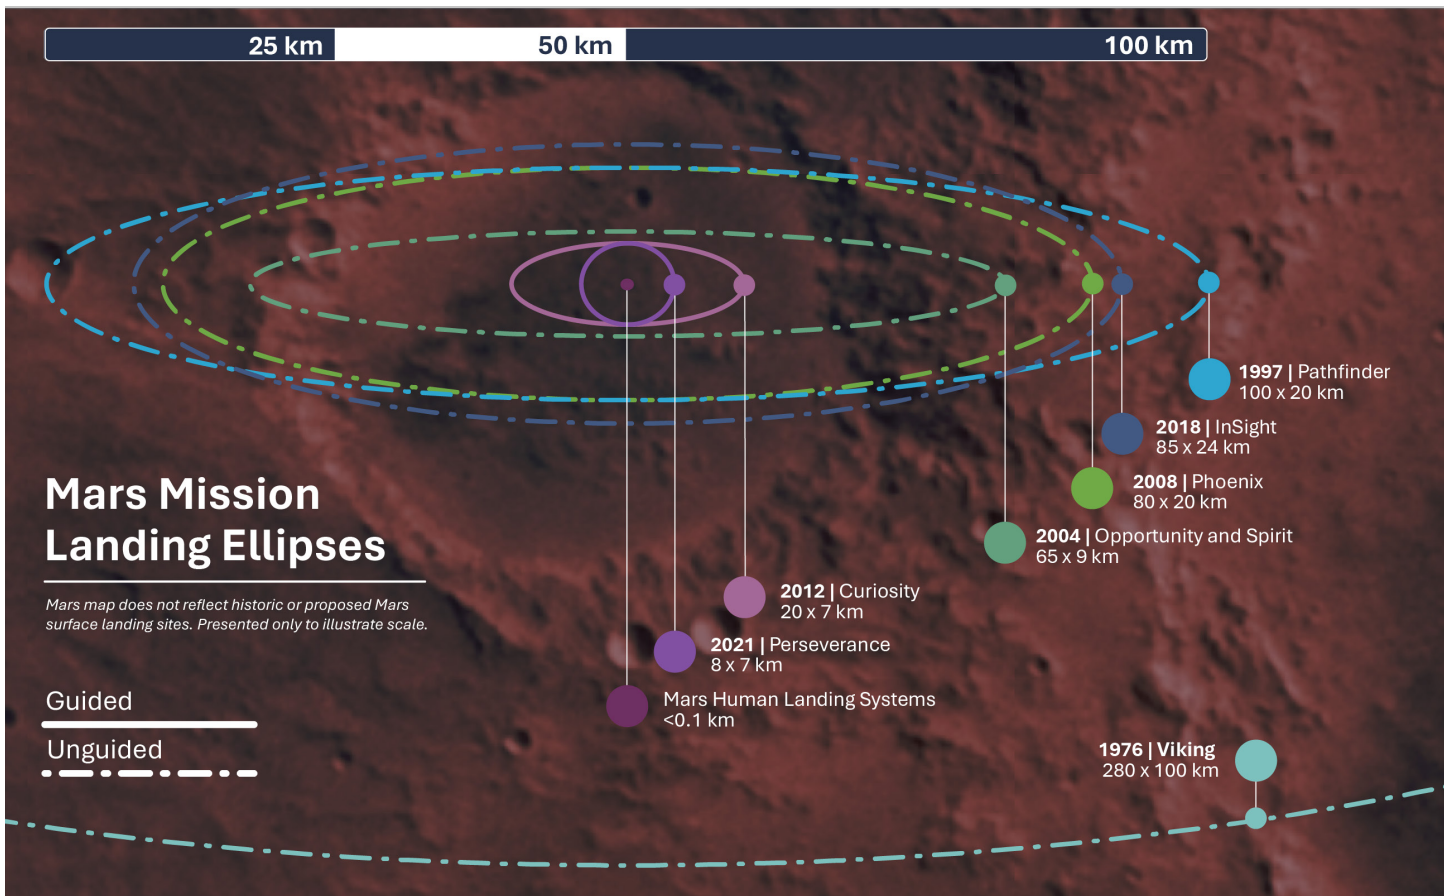 25 km
50 km
100 km
1997 | Pathfinder
100 x 20 km
2018 | InSight
85 x 24 km
2008 | Phoenix
80 x 20 km
2004 | Opportunity and Spirit
65 x 9 km
2012 | Curiosity
20 x 7 km
2021 | Perseverance
8 x 7 km
Mars Human Landing Systems
<0.1 km
Mars Mission
Landing Ellipses
Mars map does not reflect historic or proposed Mars
surface landing sites. Presented only to illustrate scale.
Guided
Unguided
1976 | Viking
280 x 100 km